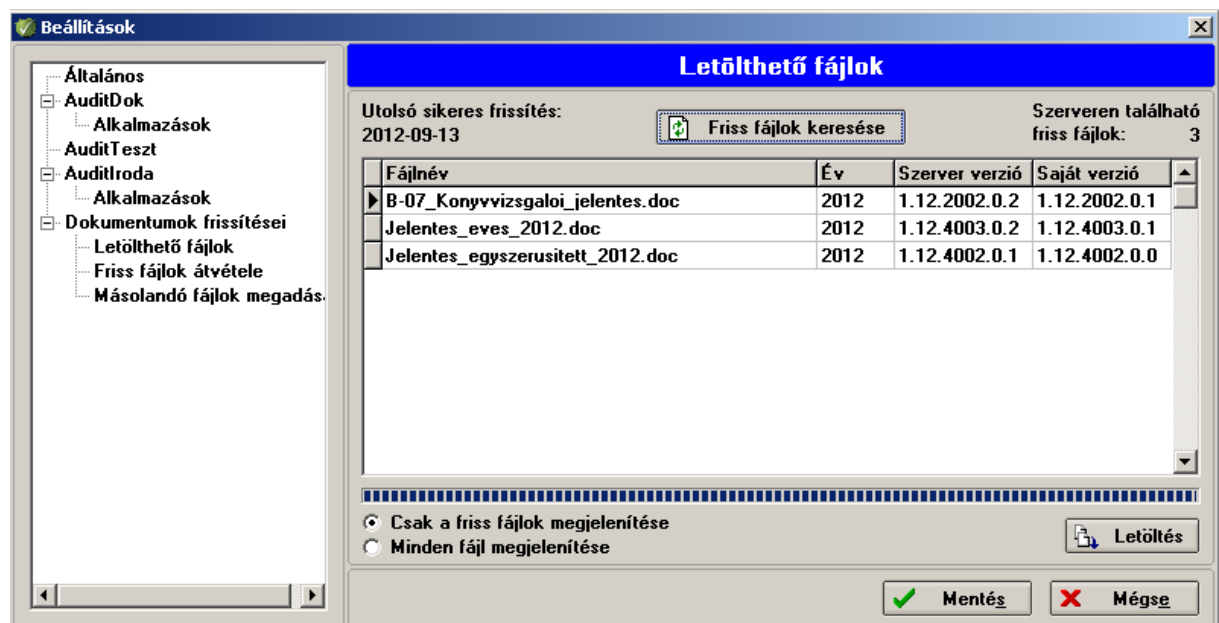 Beállítások
Általános
AuditDok
Alkalmazások
AuditTeszt
AuditIroda
Alkalmazások
Dokumentumok frissítései
Letölthető fájlok
Friss fájlok átvétele
Másolandó fájlok megadás
Letölthető fájlok
Utolsó sikeres frissítés:
2012-09-13
Friss fájlok keresése
Szerveren található
friss fájlok: 3
Fájlnév Év Szerver verzió Saját verzió
B-07_Konyvvizsgaloi_jelentes.doc 2012 1.12.2002.0.2 1.12.2002.0.1
Jelentes_eves_2012.doc 2012 1.12.4003.0.2 1.12.4003.0.1
Jelentes_egyszerusitett_2012.doc 2012 1.12.4002.0.1 1.12.4002.0.0
Csak a friss fájlok megjelenítése
Minden fájl megjelenítése
Letöltés
Mentés
Mégse